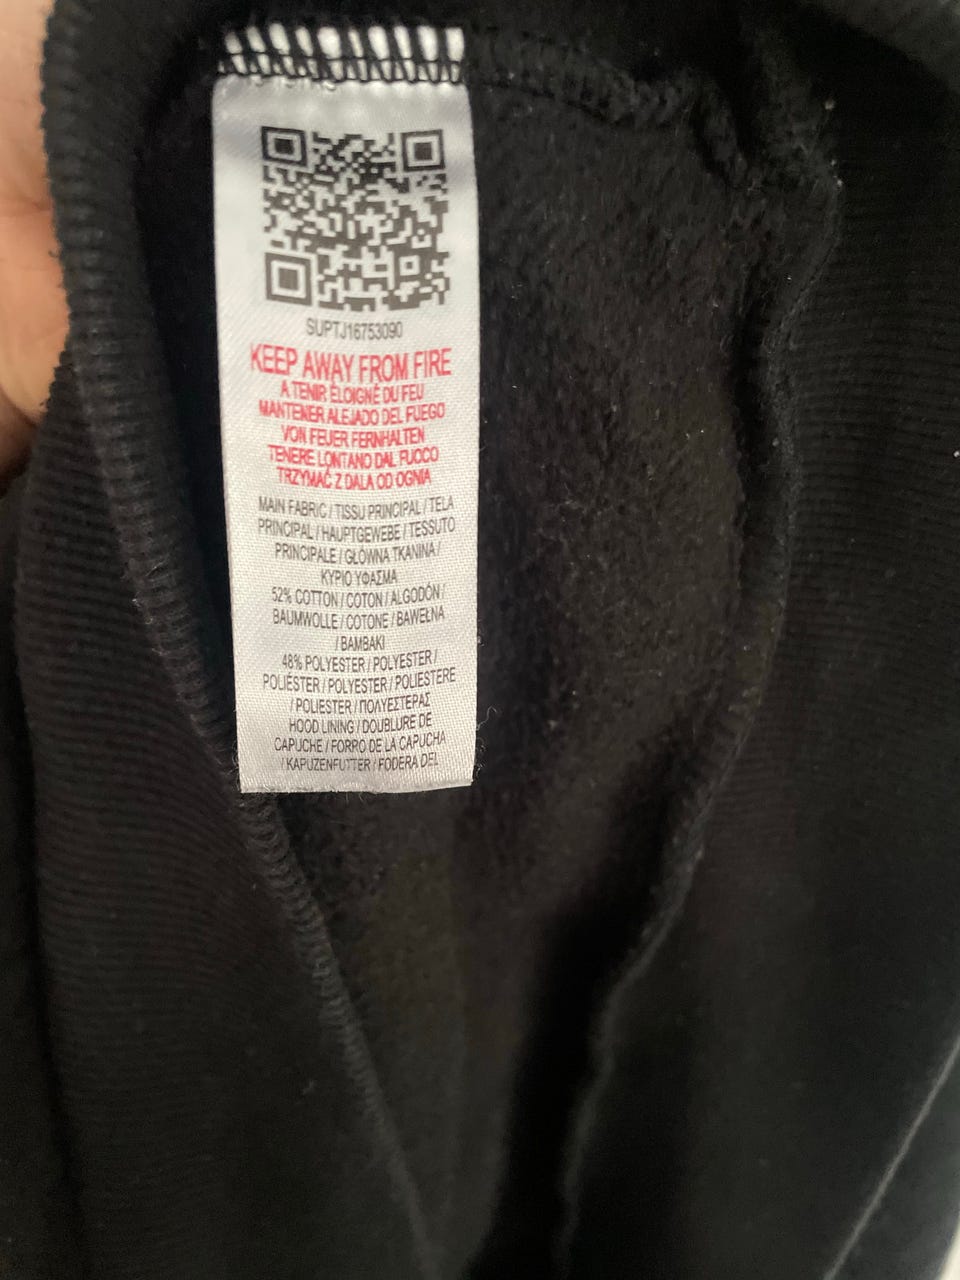 SUPTJ16753090
KEEP AWAY FROM FIRE
A TENIR ÉLOIGNÉ DU FEU
MANTENER ALEJADO DEL FUEGO
VON FEUER FERNHALTEN
TENERE LONTANO DAL FUOCO
TRZYMAĆ Z DALA OD OGNIA
MAIN FABRIC / TISSU PRINCIPAL / TELA
PRINCIPAL / HAUPTGEWEBE / TESSUTO
PRINCIPALE / GŁÓWNA TKANINA /
ΚΥΡΙΟ ΥΦΑΣΜΑ
52% COTTON / COTON / ALGODÓN /
BAUMWOLLE / COTONE / BAWEŁNA
/ ΒΑΜΒΑΚΙ
48% POLYESTER / POLYESTER /
POLIÉSTER / POLYESTER / POLIESTERE
/ POLIESTER / ΠΟΛΥΕΣΤΕΡΑΣ
HOOD LINING / DOUBLURE DE
CAPUCHE / FORRO DE LA CAPUCHA
/ KAPUZENFUTTER / FODERA DEL